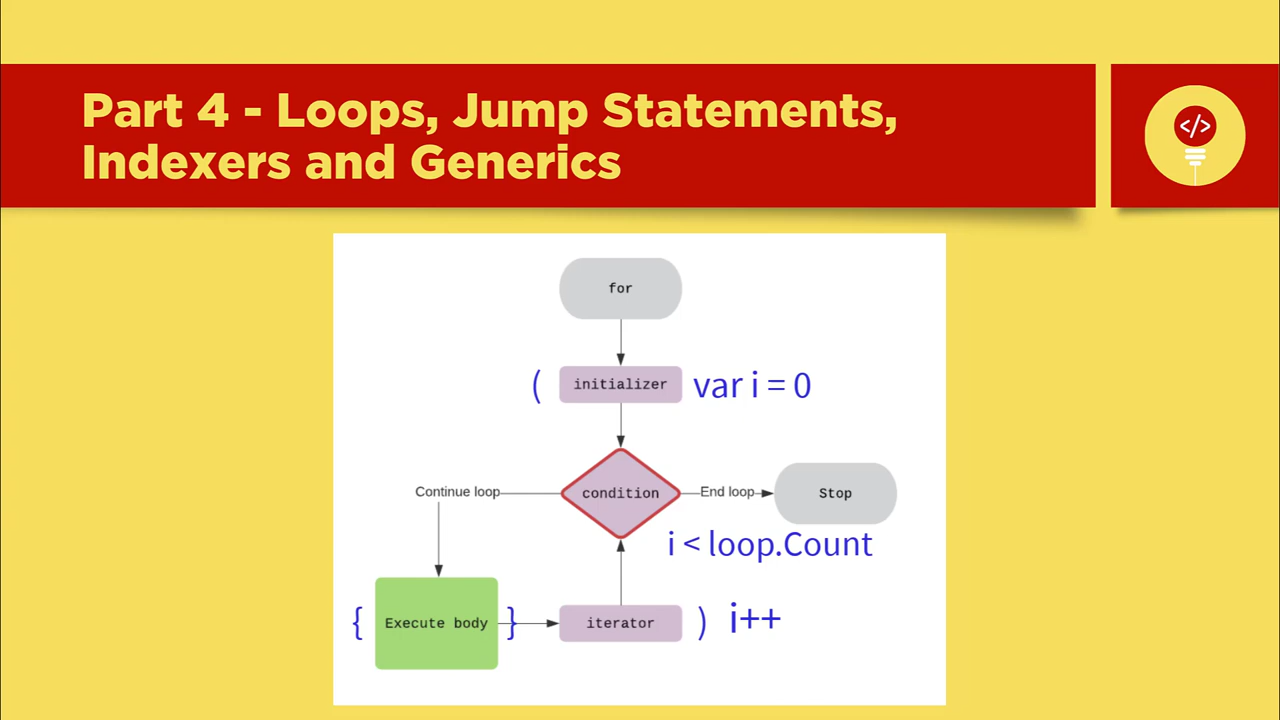 Part 4 - Loops, Jump Statements,
Indexers and Generics
</>
for
( initializer var i = 0
Continue loop condition End loop Stop
i < loop.Count
{ Execute body } iterator ) i++